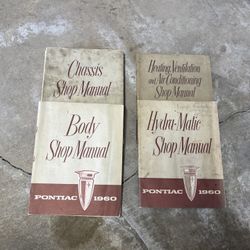 Chassis
Shop Manual
Heating, Ventilation
and Air Conditioning
Shop Manual
Body
Shop Manual
PONTIAC 1960
Hydra-Matic
Shop Manual
PONTIAC 1960